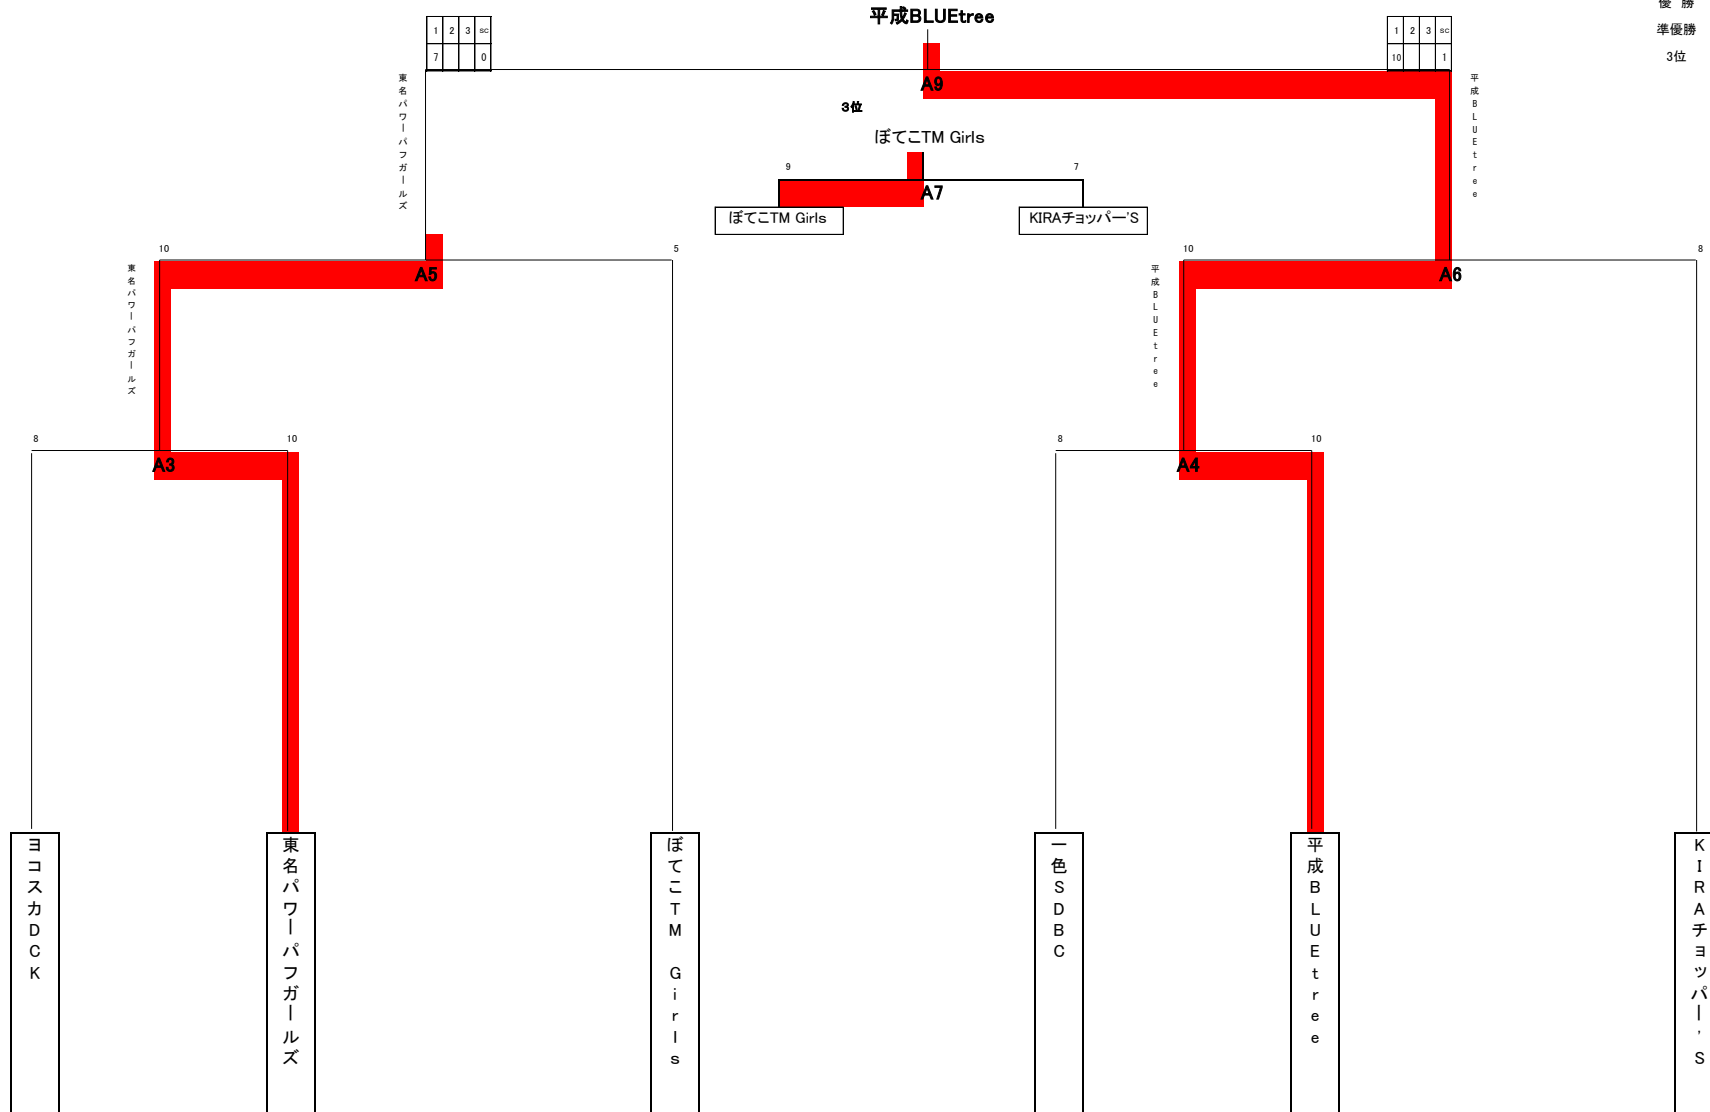 平成BLUEtree
優 勝
準優勝
3位
1 2 3 SC
7 0
1 2 3 SC
10 1
A9
東名パワーパフガールズ
平成BLUEtree
3位
ぽてこTM Girls
9 7
A7
ぽてこTM Girls
KIRAチョッパー'S
10 5
A5
10 8
A6
東名パワーパフガールズ
平成BLUEtree
8 10
A3
8 10
A4
ヨコスカDCK
東名パワーパフガールズ
ぽてこTM Girls
一色SDBC
平成BLUEtree
KIRAチョッパー'S